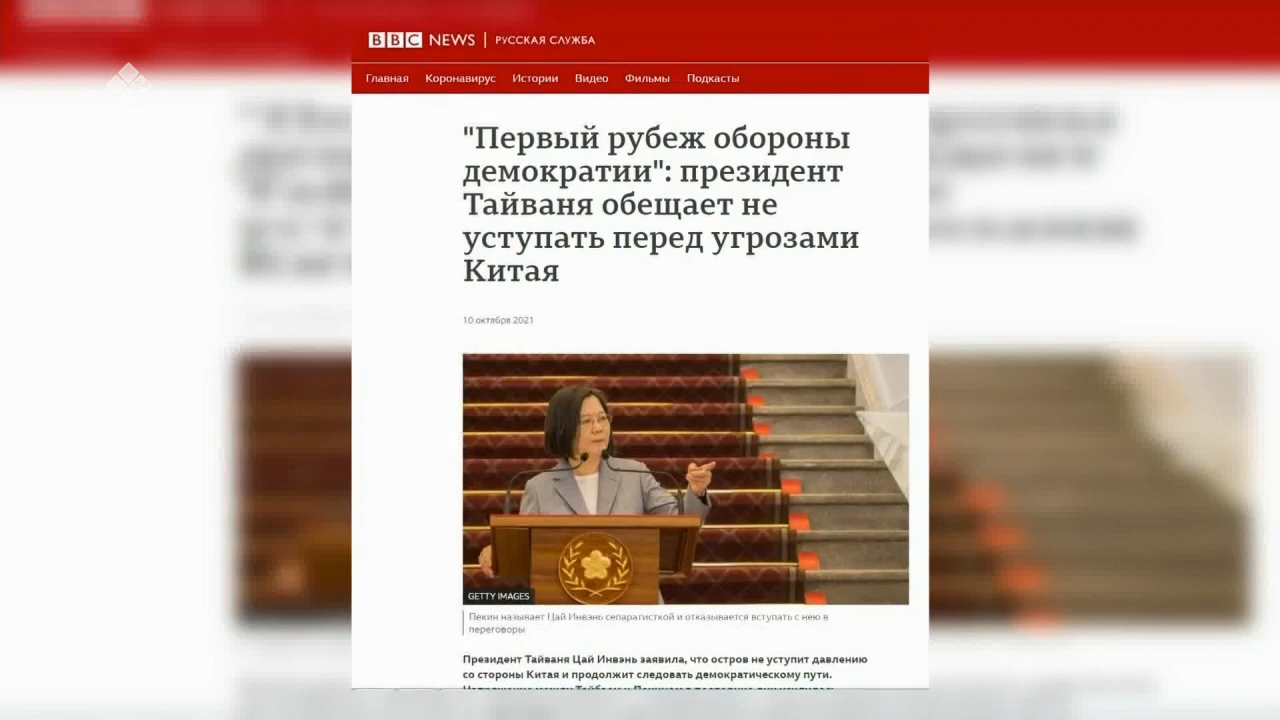 BBC NEWS | РУССКАЯ СЛУЖБА
Главная Коронавирус Истории Видео Фильмы Подкасты
"Первый рубеж обороны
демократии": президент
Тайваня обещает не
уступать перед угрозами
Китая
10 октября 2021
GETTY IMAGES
Пекин называет Цай Инвэнь сепаратисткой и отказывается вступать с нею в
переговоры
Президент Тайваня Цай Инвэнь заявила, что остров не уступит давлению
со стороны Китая и продолжит следовать демократическому пути.